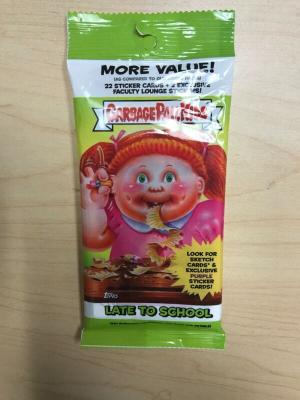 MORE VALUE!
22 STICKER CARDS + 2 EXCLUSIVE
FACULTY LOUNGE STICKERS!
GARBAGE PAIL KIDS
LOOK FOR
SKETCH
CARDS* &
EXCLUSIVE
PURPLE
STICKER
CARDS!
Topps
LATE TO SCHOOL